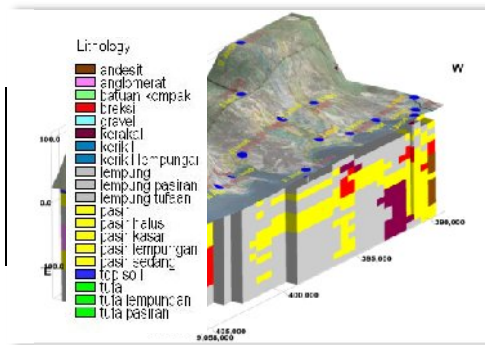 Lithology
andesit
anglomerat
batuan kompak
breksi
gravel
kerakal
kerikil
kerikil lempungan
lempung
lempung pasiran
lempung tufaan
pasir
pasir halus
pasir kasar
pasir lempungan
pasir sedang
top soil
tufa
tufa lempungan
tufa pasiran
W
100.0
0.0
-100.0
E
390,000
395,000
400,000